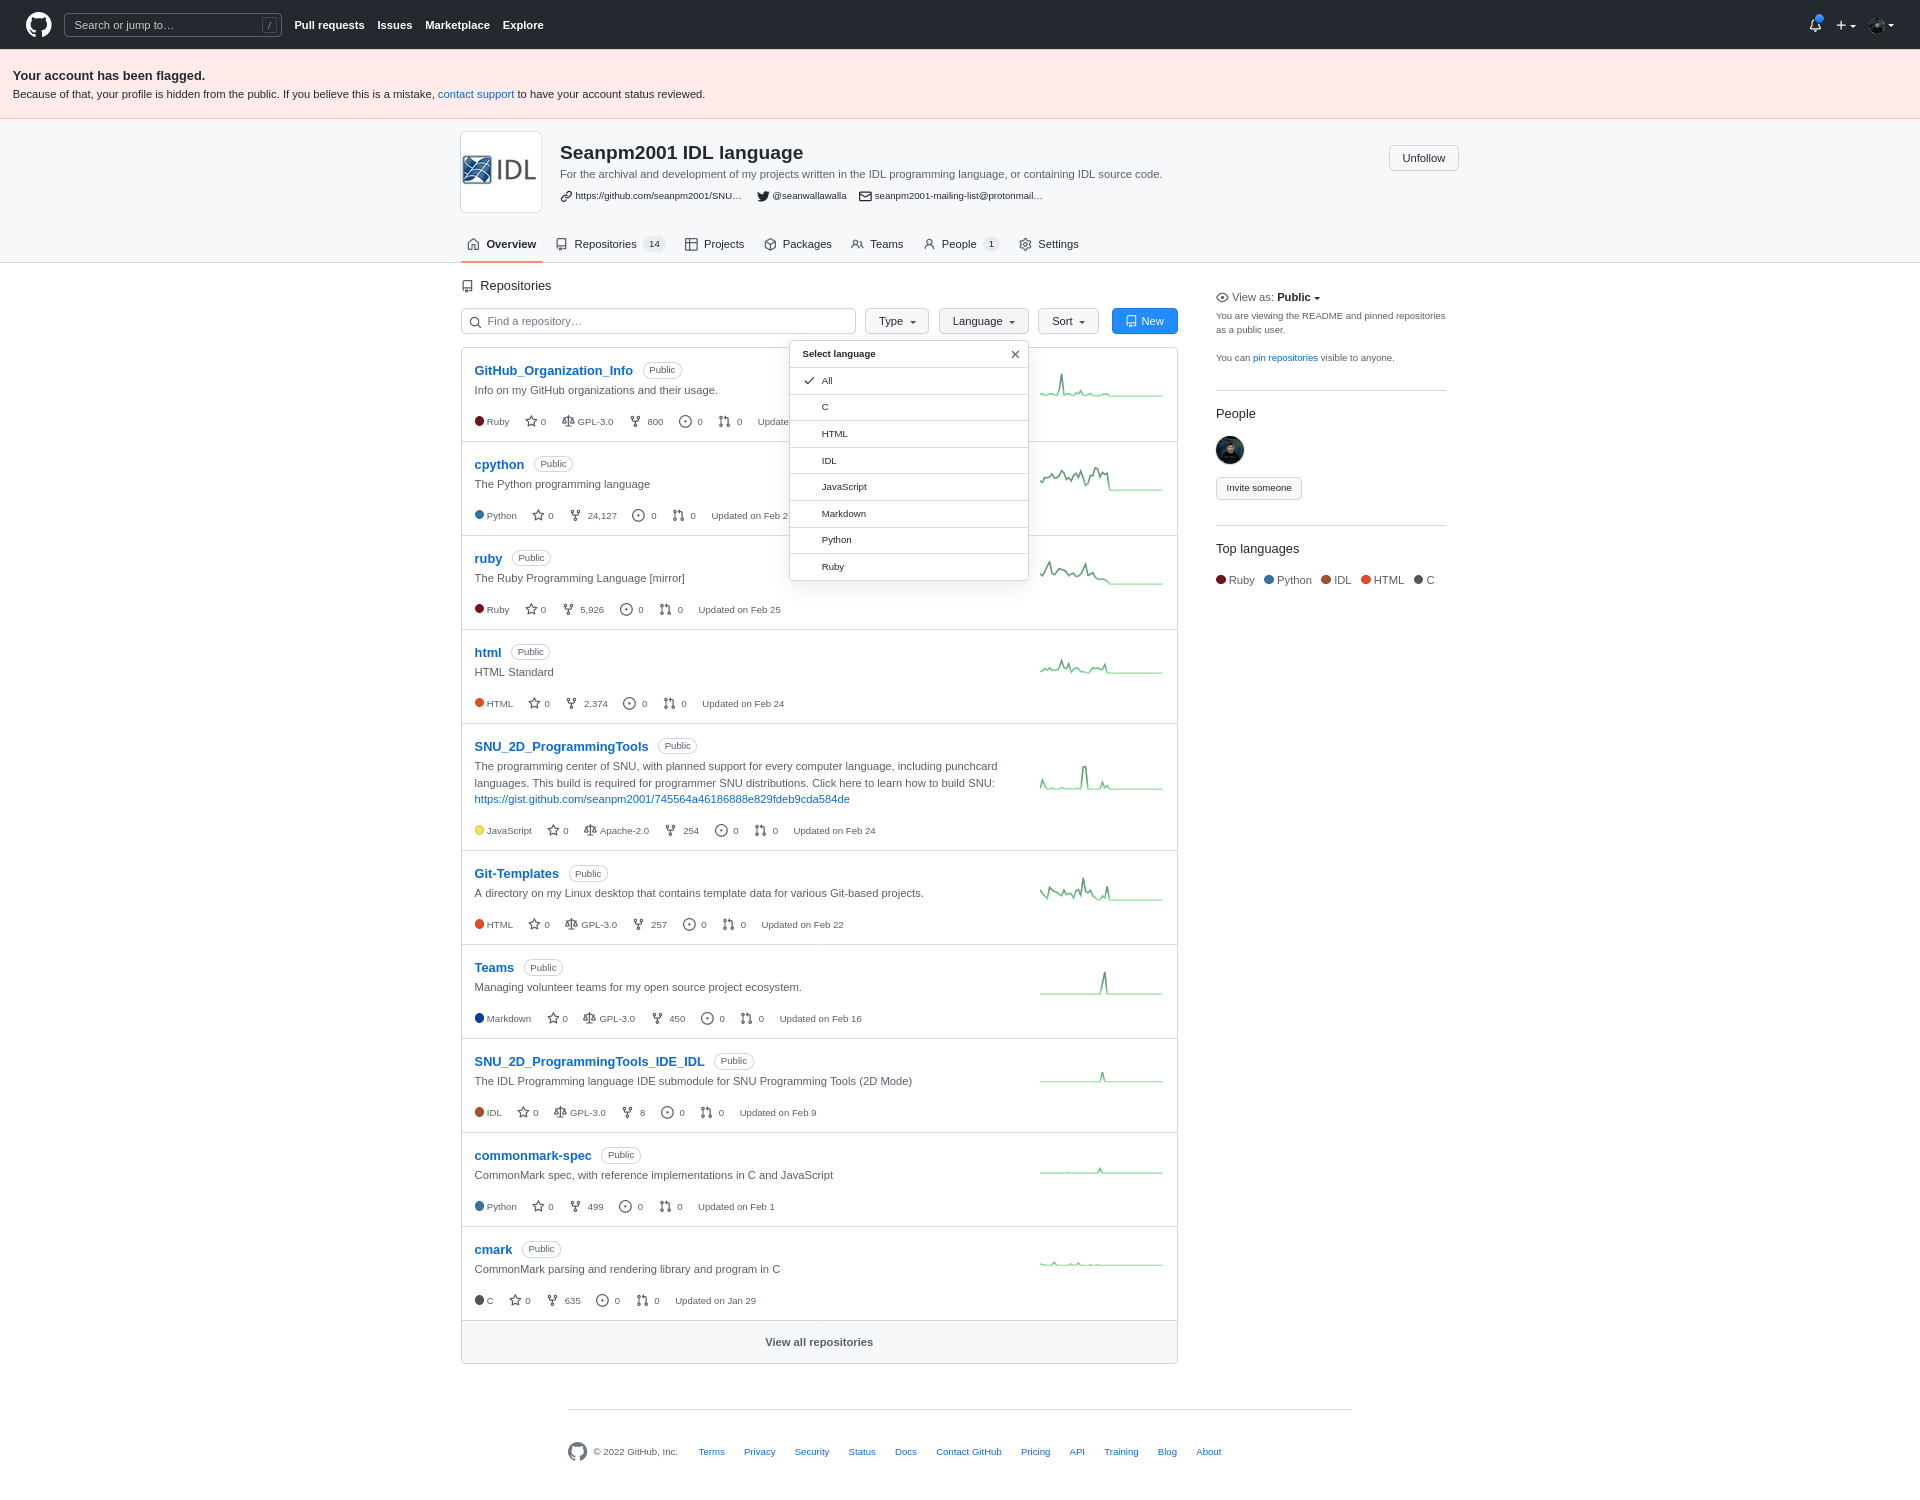 Search or jump to… /
Pull requests Issues Marketplace Explore
Your account has been flagged.
Because of that, your profile is hidden from the public. If you believe this is a mistake, contact support to have your account status reviewed.
IDL
Seanpm2001 IDL language
For the archival and development of my projects written in the IDL programming language, or containing IDL source code.
https://github.com/seanpm2001/SNU… @seanwallawalla seanpm2001-mailing-list@protonmail…
Unfollow
Overview Repositories 14 Projects Packages Teams People 1 Settings
Repositories
Find a repository… Type Language Sort New
Select language
All
C
HTML
IDL
JavaScript
Markdown
Python
Ruby
GitHub_Organization_Info Public
Info on my GitHub organizations and their usage.
Ruby 0 GPL-3.0 800 0 0 Update
cpython Public
The Python programming language
Python 0 24,127 0 0 Updated on Feb 2
ruby Public
The Ruby Programming Language [mirror]
Ruby 0 5,926 0 0 Updated on Feb 25
html Public
HTML Standard
HTML 0 2,374 0 0 Updated on Feb 24
SNU_2D_ProgrammingTools Public
The programming center of SNU, with planned support for every computer language, including punchcard
languages. This build is required for programmer SNU distributions. Click here to learn how to build SNU:
https://gist.github.com/seanpm2001/745564a46186888e829fdeb9cda584de
JavaScript 0 Apache-2.0 254 0 0 Updated on Feb 24
Git-Templates Public
A directory on my Linux desktop that contains template data for various Git-based projects.
HTML 0 GPL-3.0 257 0 0 Updated on Feb 22
Teams Public
Managing volunteer teams for my open source project ecosystem.
Markdown 0 GPL-3.0 450 0 0 Updated on Feb 16
SNU_2D_ProgrammingTools_IDE_IDL Public
The IDL Programming language IDE submodule for SNU Programming Tools (2D Mode)
IDL 0 GPL-3.0 8 0 0 Updated on Feb 9
commonmark-spec Public
CommonMark spec, with reference implementations in C and JavaScript
Python 0 499 0 0 Updated on Feb 1
cmark Public
CommonMark parsing and rendering library and program in C
C 0 635 0 0 Updated on Jan 29
View all repositories
View as: Public
You are viewing the README and pinned repositories
as a public user.
You can pin repositories visible to anyone.
People
Invite someone
Top languages
Ruby Python IDL HTML C
© 2022 GitHub, Inc. Terms Privacy Security Status Docs Contact GitHub Pricing API Training Blog About